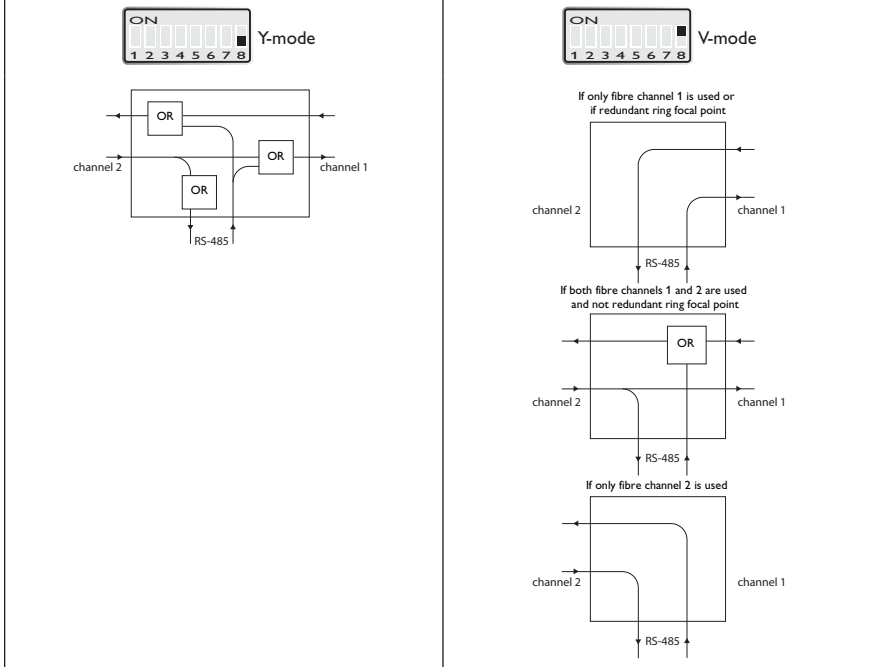 ON
1 2 3 4 5 6 7 8
Y-mode
OR
OR
channel 2
channel 1
OR
RS-485
ON
1 2 3 4 5 6 7 8
V-mode
If only fibre channel 1 is used or
if redundant ring focal point
channel 2
channel 1
RS-485
If both fibre channels 1 and 2 are used
and not redundant ring focal point
OR
channel 2
channel 1
RS-485
If only fibre channel 2 is used
channel 2
channel 1
RS-485